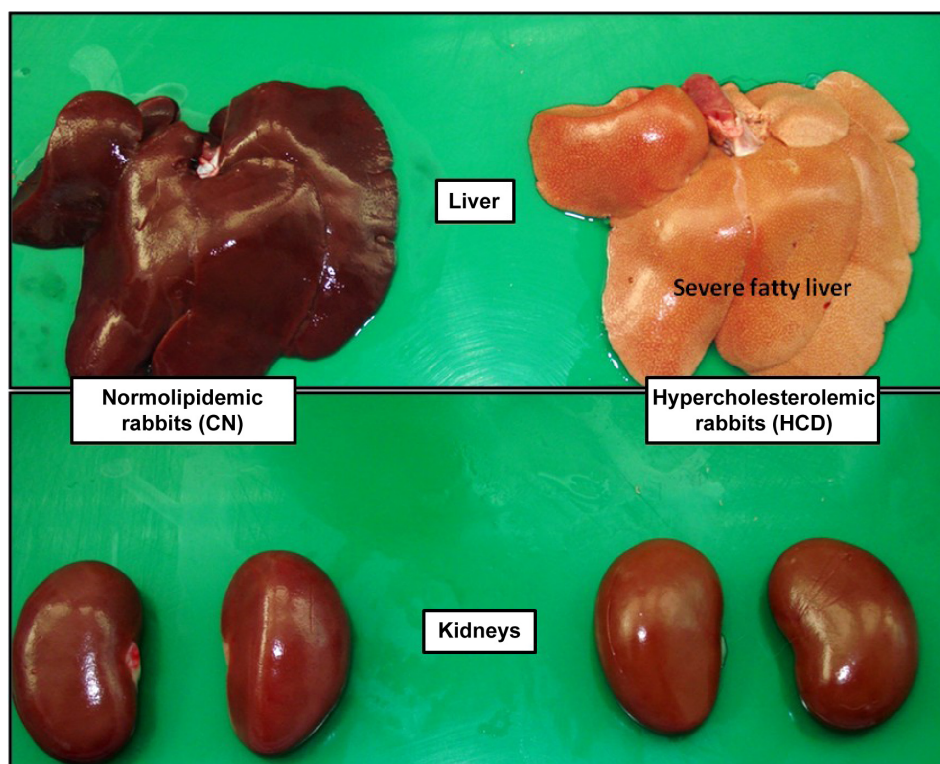 Liver
Severe fatty liver
Normolipidemic
rabbits (CN)
Hypercholesterolemic
rabbits (HCD)
Kidneys